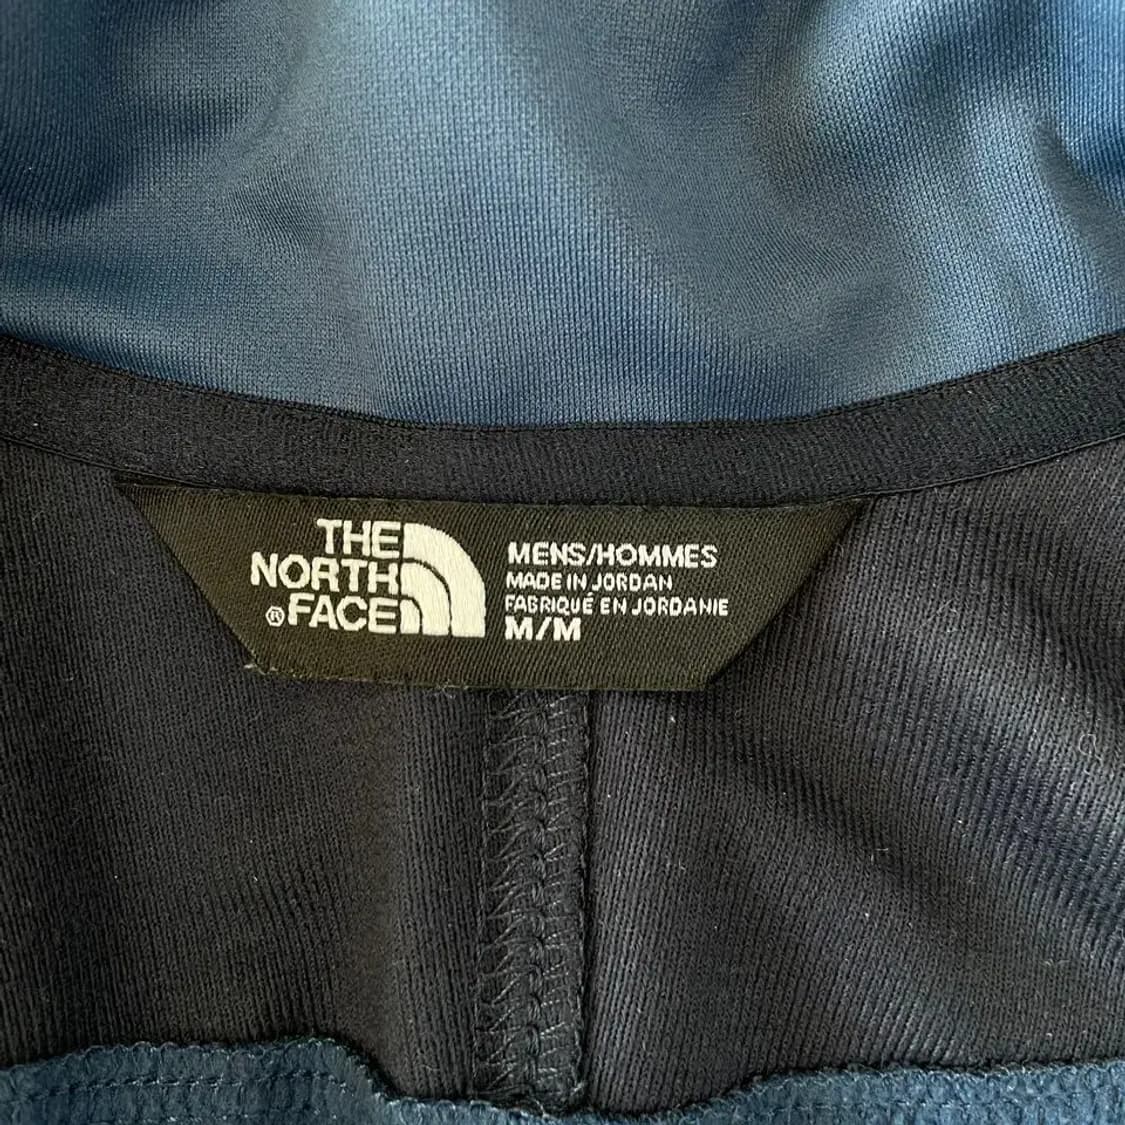 THE
NORTH
®FACE
MENS/HOMMES
MADE IN JORDAN
FABRIQUÉ EN JORDANIE
M/M